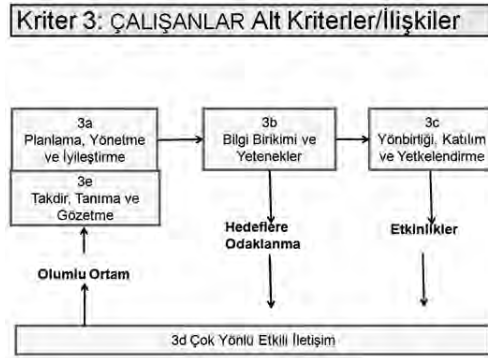 Kriter 3: ÇALIŞANLAR Alt Kriterler/İlişkiler
3a
Planlama, Yönetme
ve İyileştirme
3b
Bilgi Birikimi ve
Yetenekler
3c
Yönbirliği, Katılım
ve Yetkelendirme
3e
Takdir, Tanıma ve
Gözetme
Hedeflere
Odaklanma
Etkinlikler
Olumlu Ortam
3d Çok Yönlü Etkili İletişim